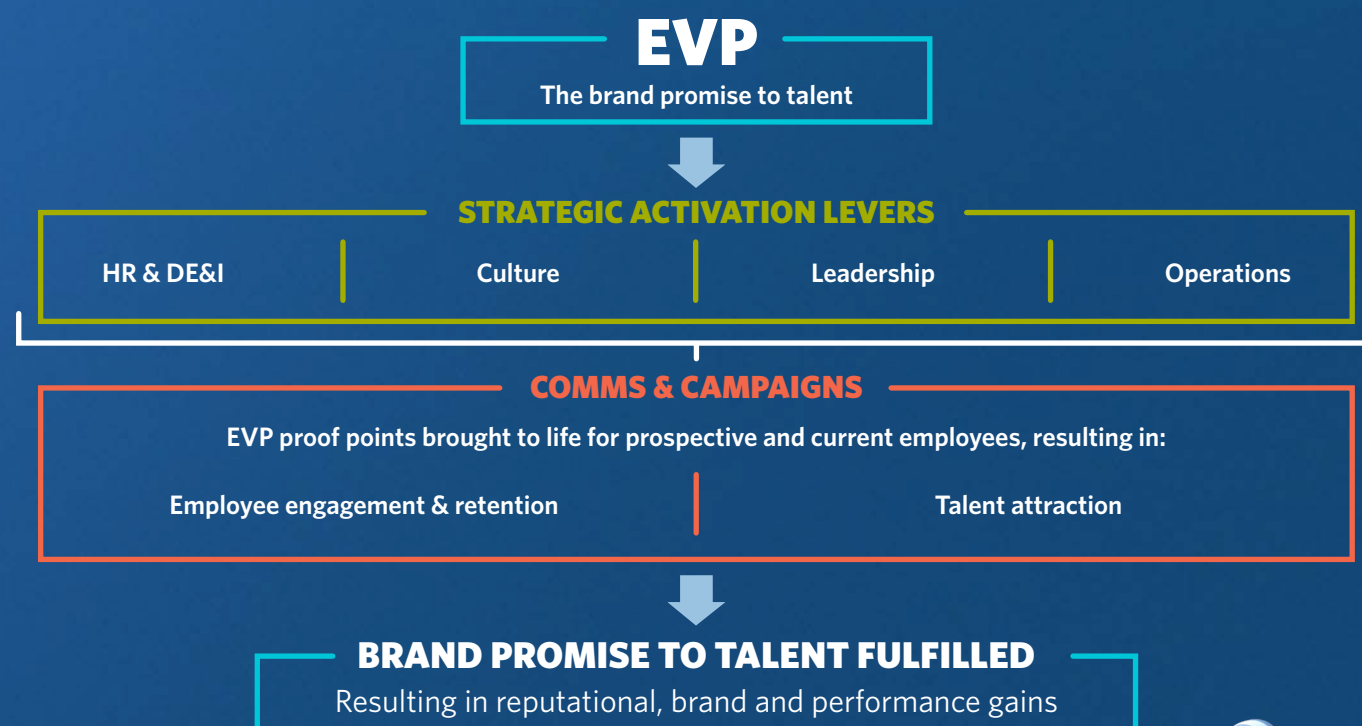 EVP
The brand promise to talent
STRATEGIC ACTIVATION LEVERS
HR & DE&I
Culture
Leadership
Operations
COMMS & CAMPAIGNS
EVP proof points brought to life for prospective and current employees, resulting in:
Employee engagement & retention
Talent attraction
BRAND PROMISE TO TALENT FULFILLED
Resulting in reputational, brand and performance gains